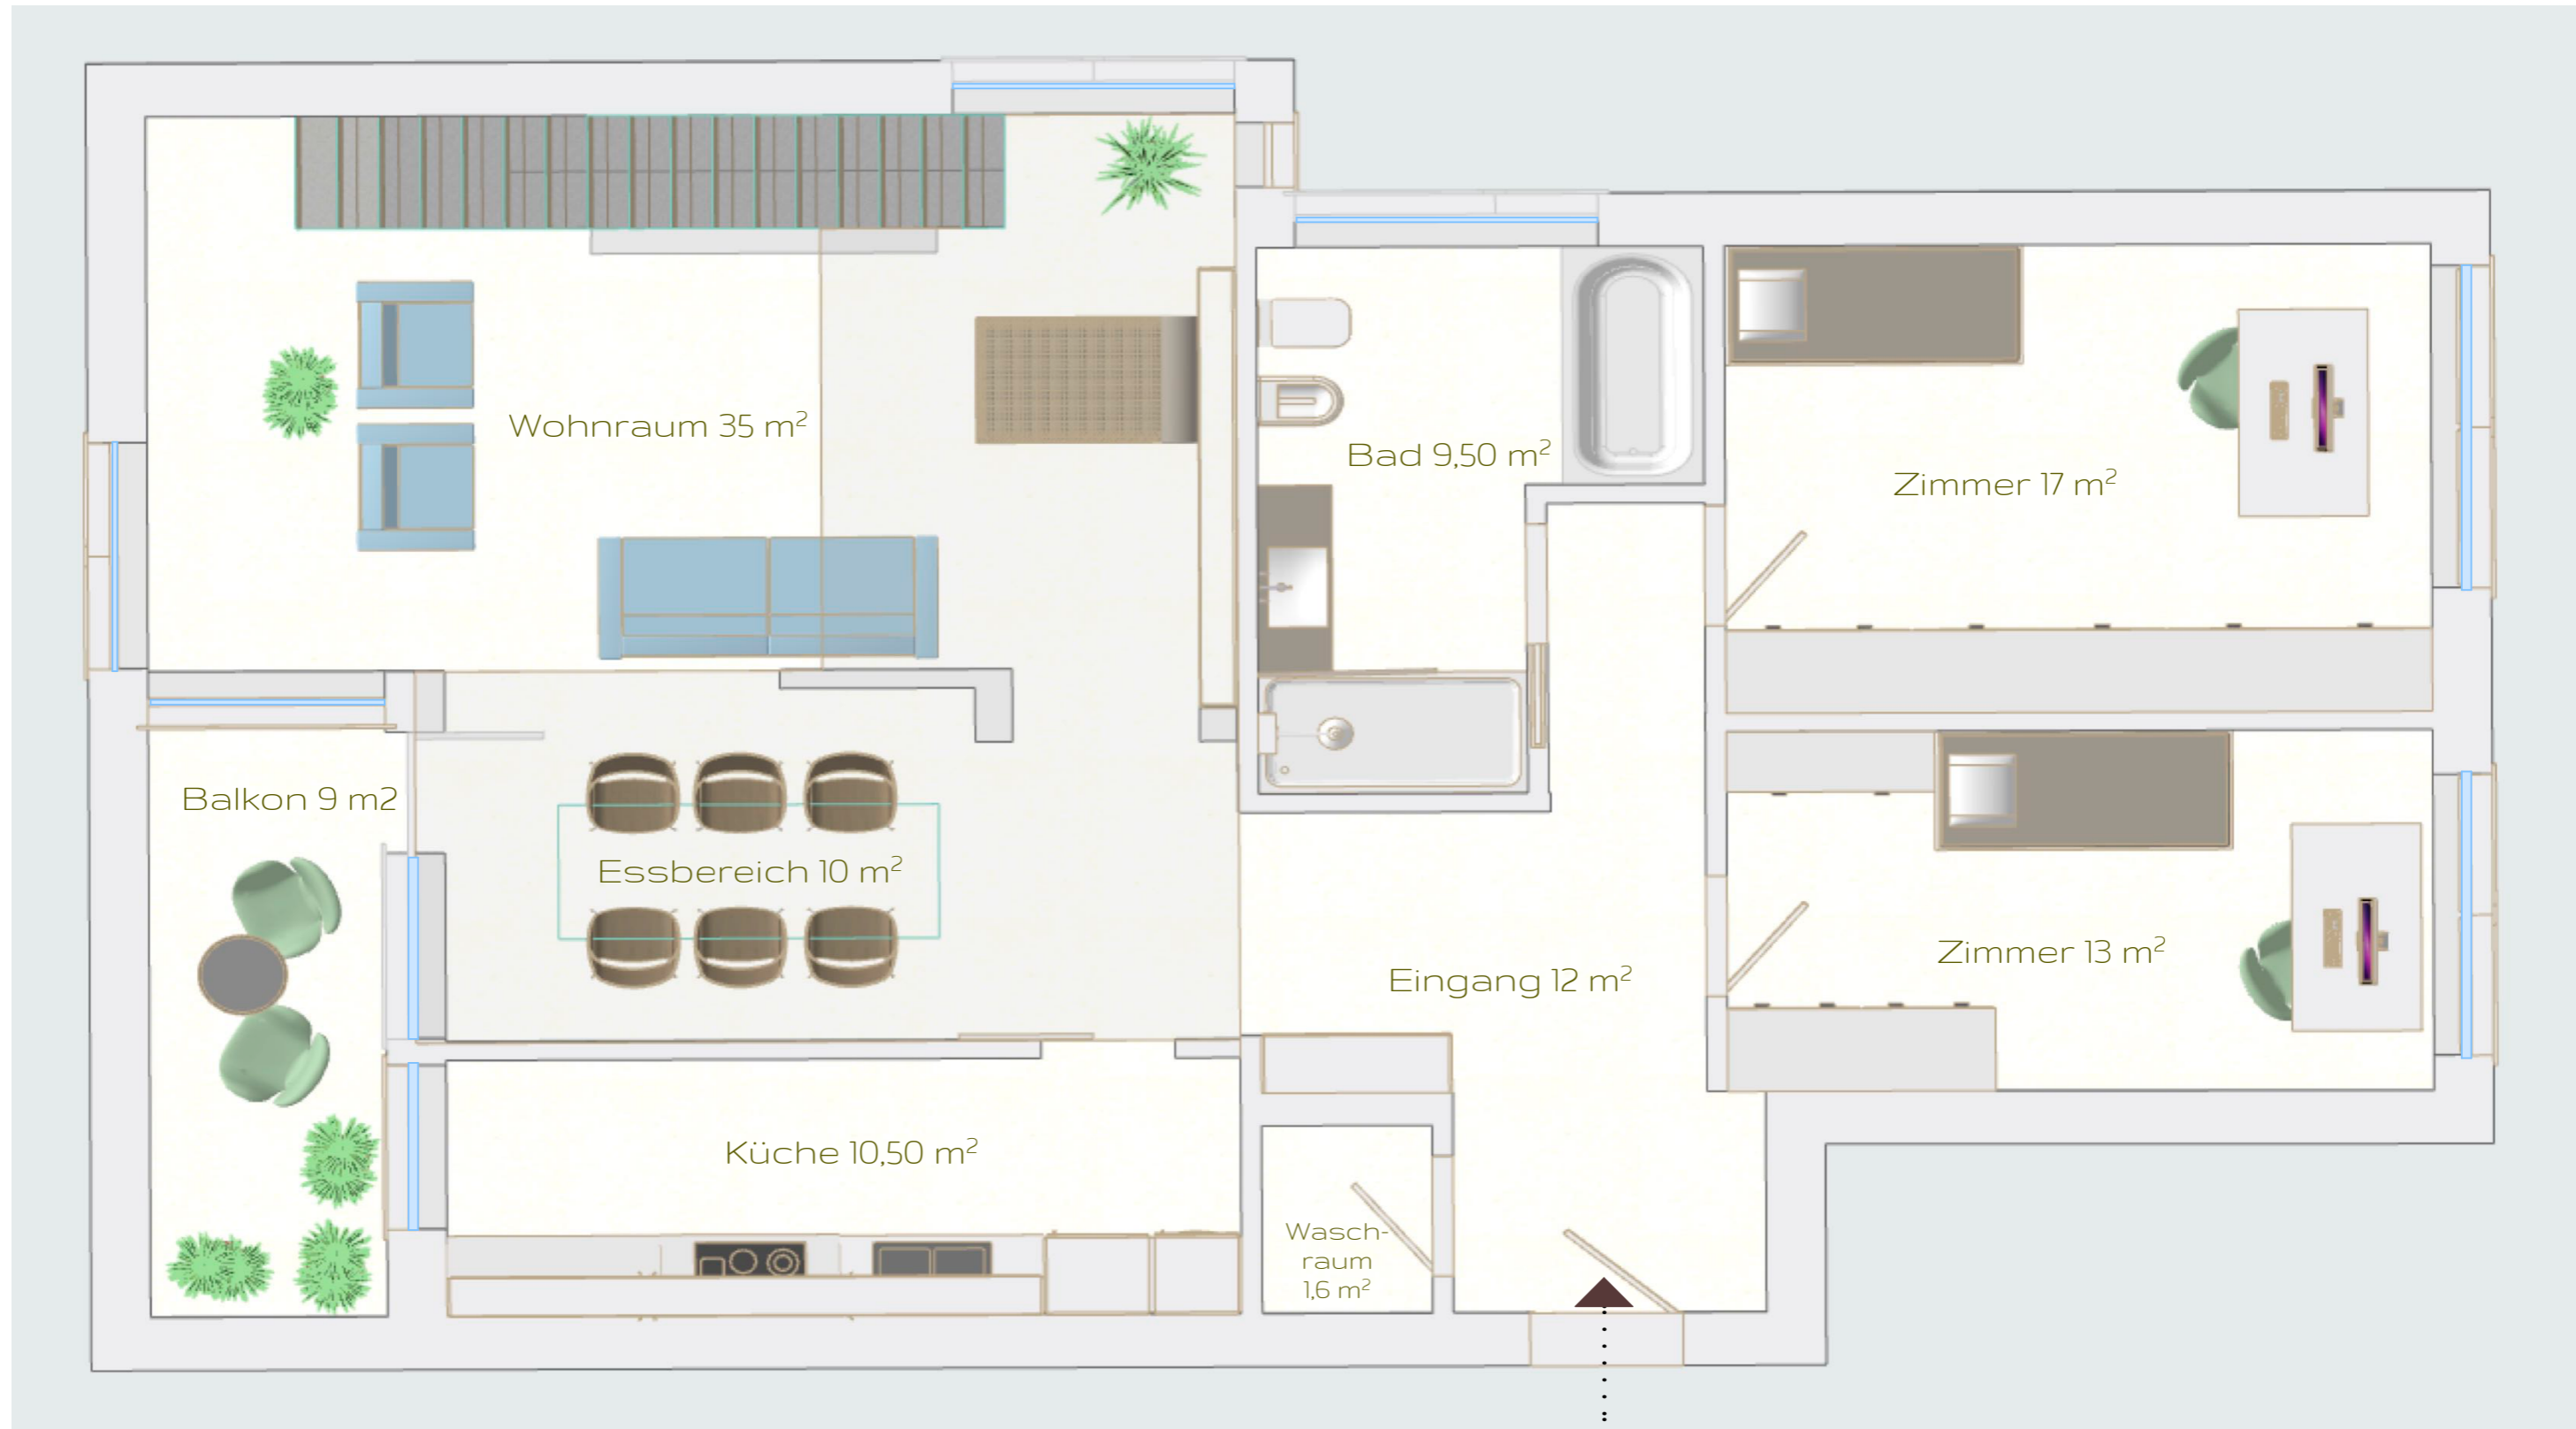 Wohnraum 35 m²
Bad 9,50 m²
Zimmer 17 m²
Balkon 9 m2
Essbereich 10 m²
Eingang 12 m²
Zimmer 13 m²
Küche 10,50 m²
Wasch-
raum
1,6 m²